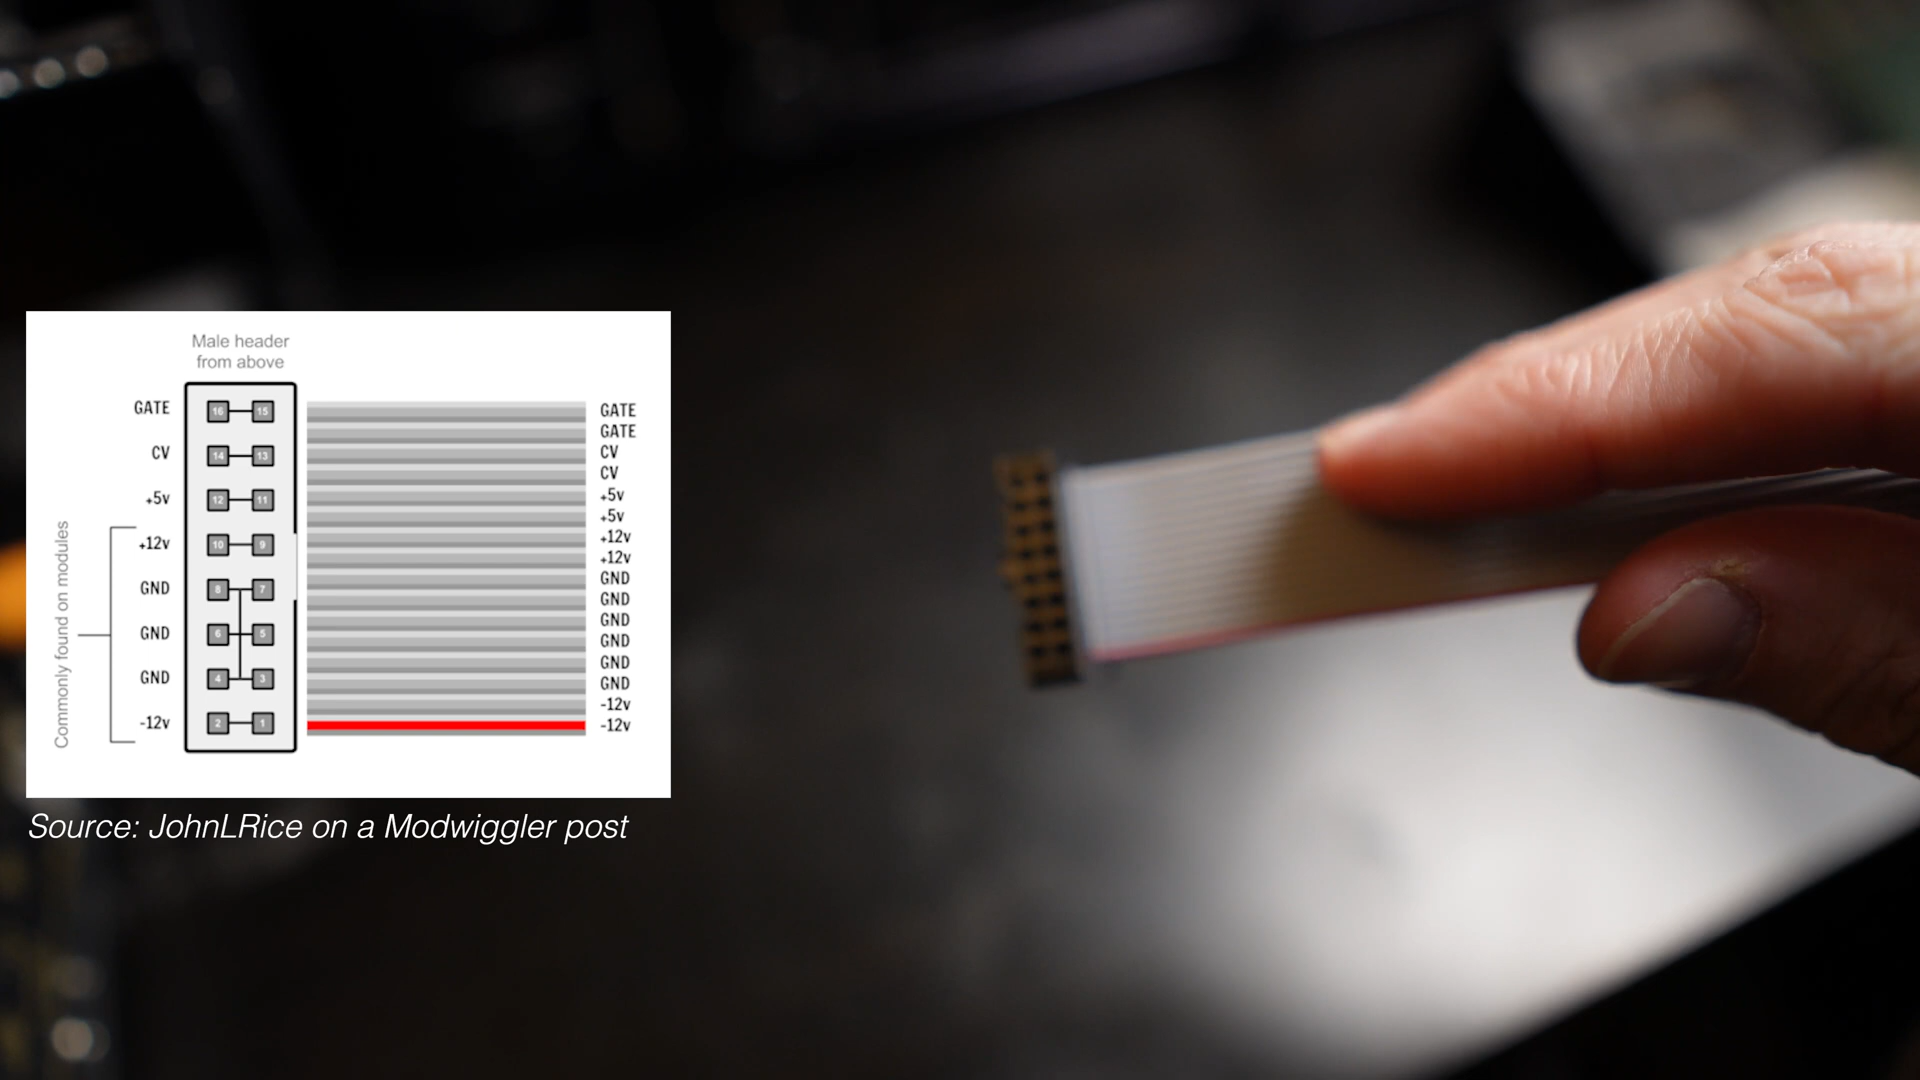 Male header
from above
GATE
CV
+5v
+12v
GND
GND
GND
-12v
Commonly found on modules
16 15
14 13
12 11
10 9
8 7
6 5
4 3
2 1
GATE
GATE
CV
CV
+5v
+5v
+12v
+12v
GND
GND
GND
GND
GND
GND
-12v
-12v
Source: JohnLRice on a Modwiggler post